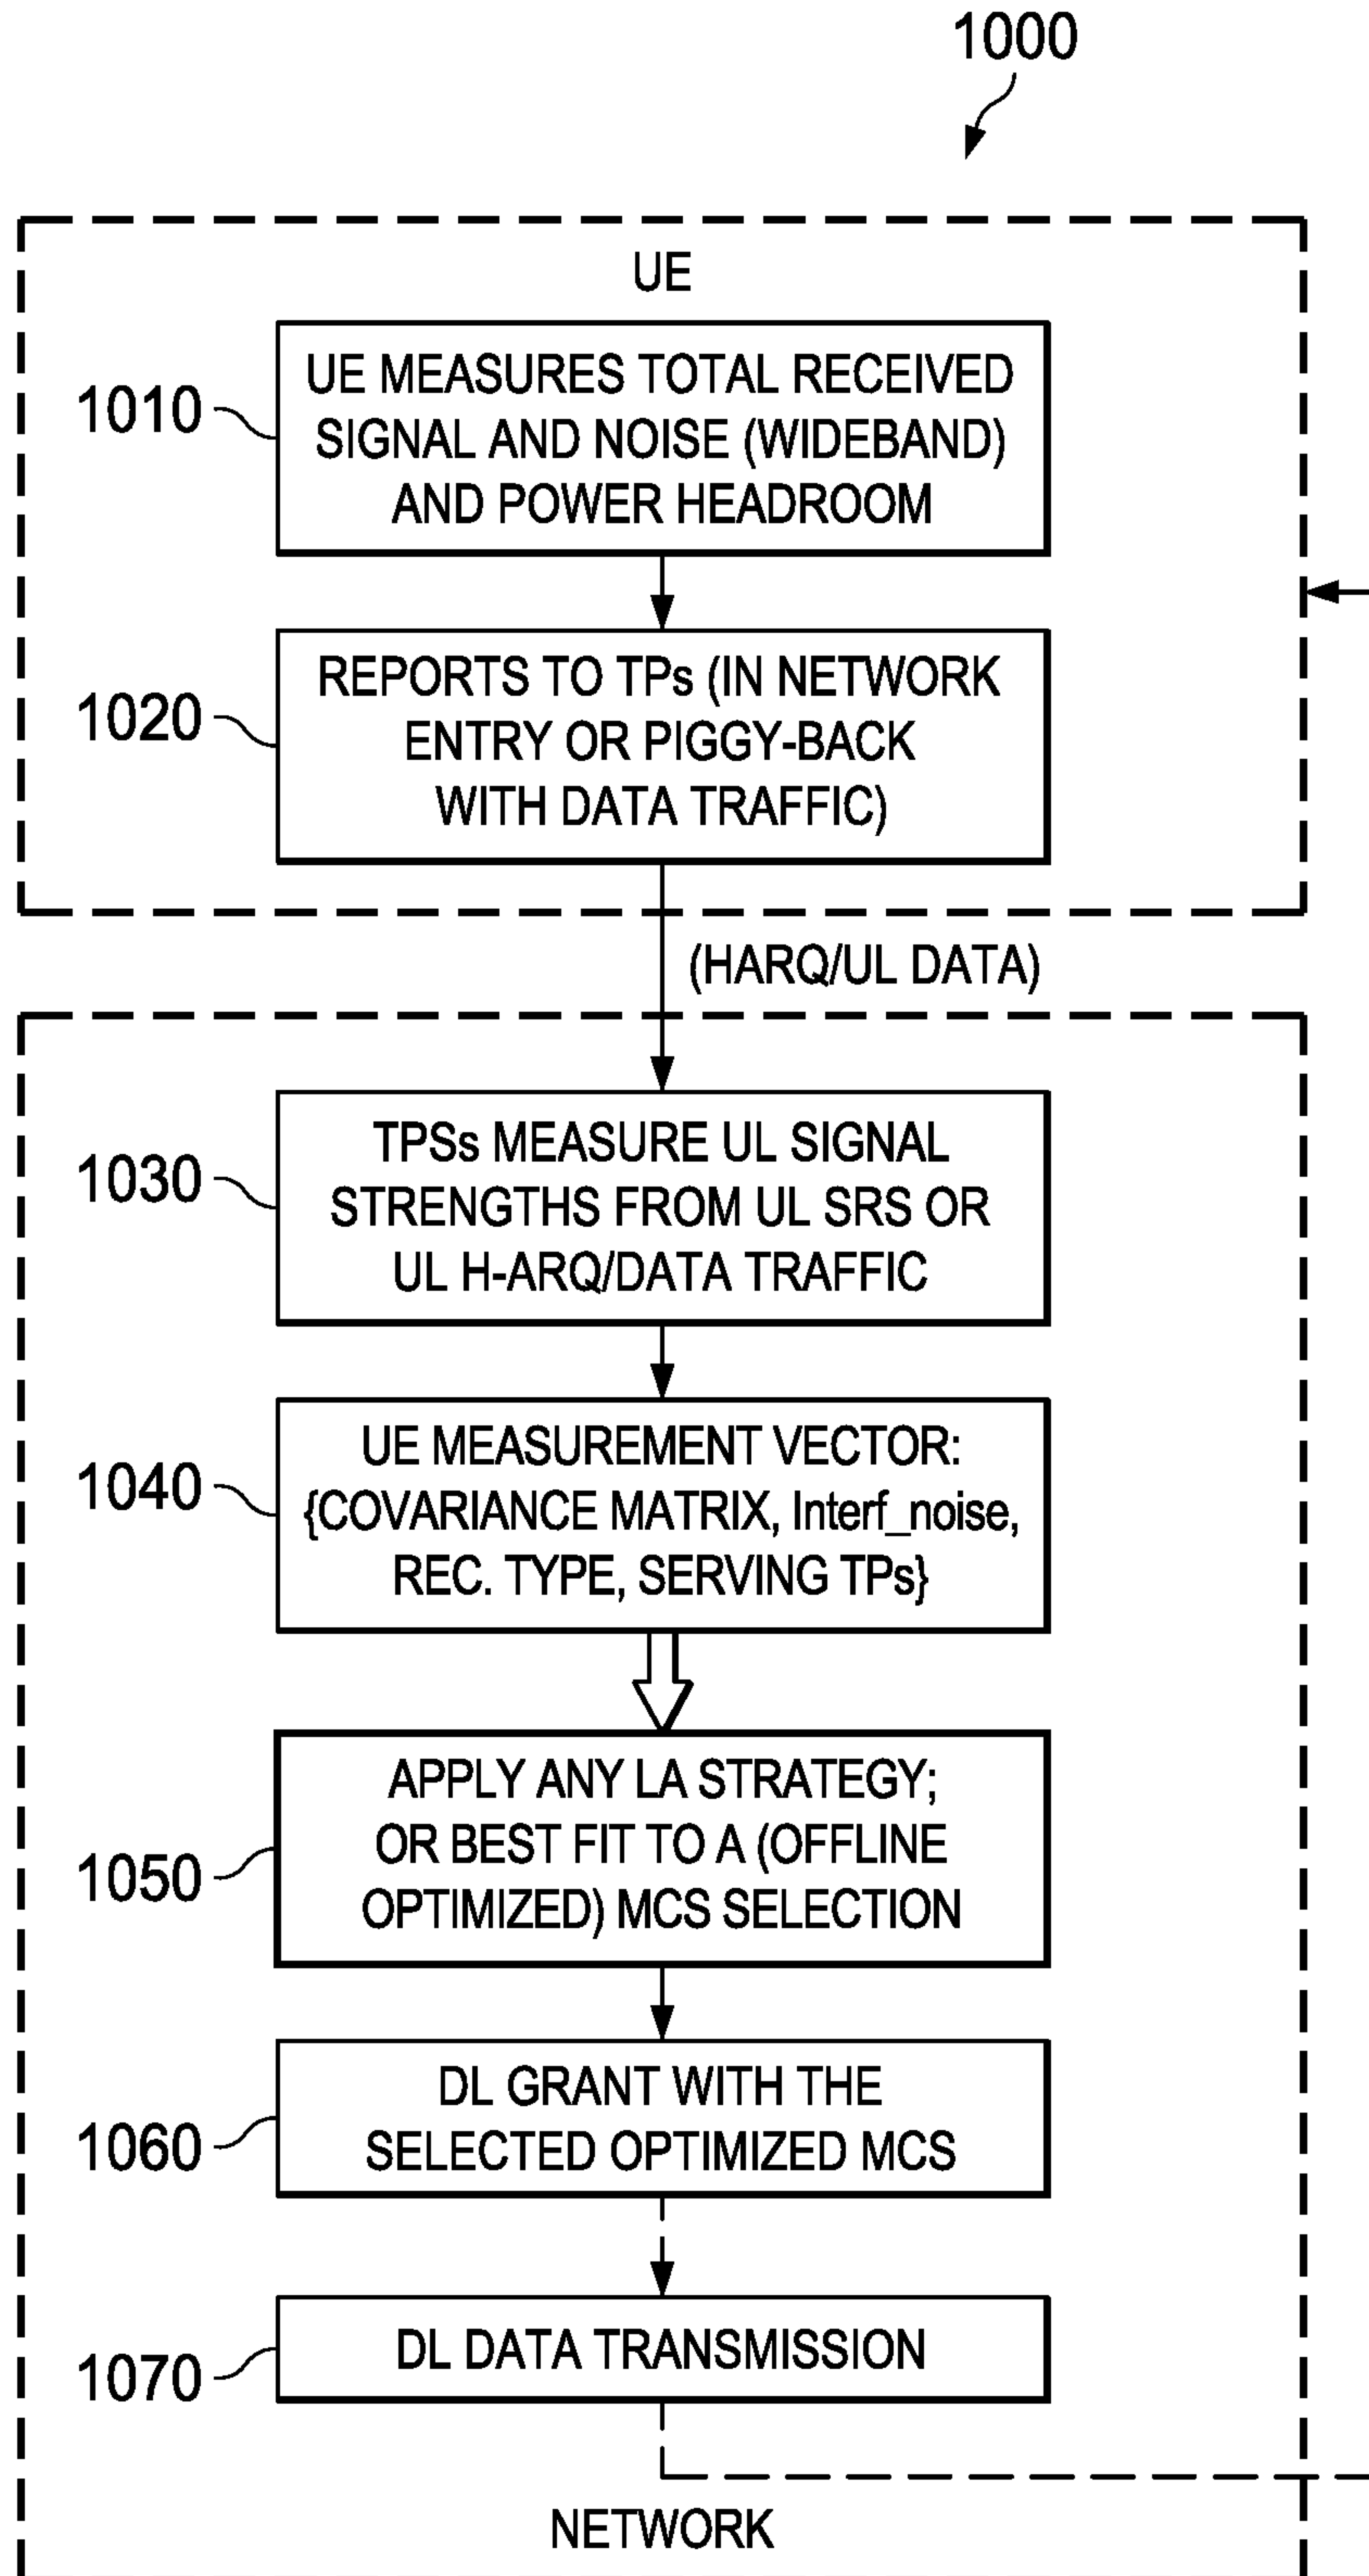 1000
UE
1010
UE MEASURES TOTAL RECEIVED
SIGNAL AND NOISE (WIDEBAND)
AND POWER HEADROOM
1020
REPORTS TO TPs (IN NETWORK
ENTRY OR PIGGY-BACK
WITH DATA TRAFFIC)
(HARQ/UL DATA)
1030
TPSs MEASURE UL SIGNAL
STRENGTHS FROM UL SRS OR
UL H-ARQ/DATA TRAFFIC
1040
UE MEASUREMENT VECTOR:
{COVARIANCE MATRIX, Interf_noise,
REC. TYPE, SERVING TPs}
1050
APPLY ANY LA STRATEGY;
OR BEST FIT TO A (OFFLINE
OPTIMIZED) MCS SELECTION
1060
DL GRANT WITH THE
SELECTED OPTIMIZED MCS
1070
DL DATA TRANSMISSION
NETWORK